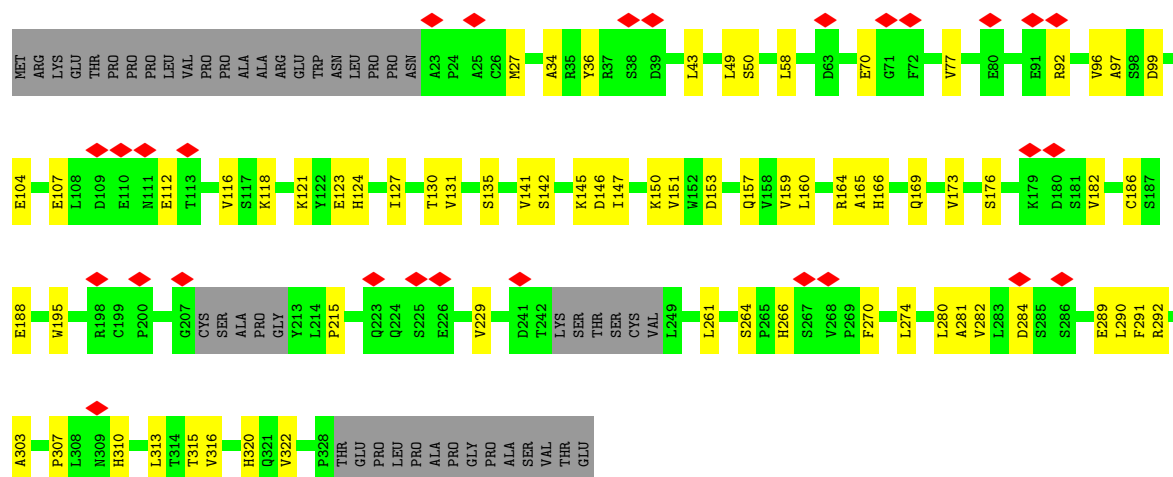 MET ARG LYS GLU THR PRO PRO PRO LEU VAL PRO PRO ALA ALA ARG GLU TRP ASN LEU PRO PRO ASN A23 P24 A25 C26 M27 A34 R35 Y36 R37 S38 D39 L43 L49 S50 L58 D63 E70 G71 F72 V77 E80 E91 R92 V96 A97 S98 D99
E104 E107 L108 D109 E110 N111 E112 T113 V116 S117 K118 K121 Y122 E123 H124 I127 T130 V131 S135 V141 S142 K145 D146 I147 K150 V151 W152 D153 Q157 V158 V159 L160 R164 A165 H166 Q169 V173 S176 K179 D180 S181 V182 C186 S187
E188 W195 R198 C199 P200 G207 CYS SER ALA PRO GLY Y213 L214 P215 Q223 Q224 S225 E226 V229 D241 T242 LYS SER THR SER CYS VAL L249 L261 S264 P265 H266 S267 V268 P269 F270 L274 L280 A281 V282 L283 D284 S285 S286 E289 L290 F291 R292
A303 P307 L308 N309 H310 L313 T314 T315 V316 H320 Q321 V322 P328 THR GLU PRO LEU PRO ALA PRO GLY PRO ALA SER VAL THR GLU